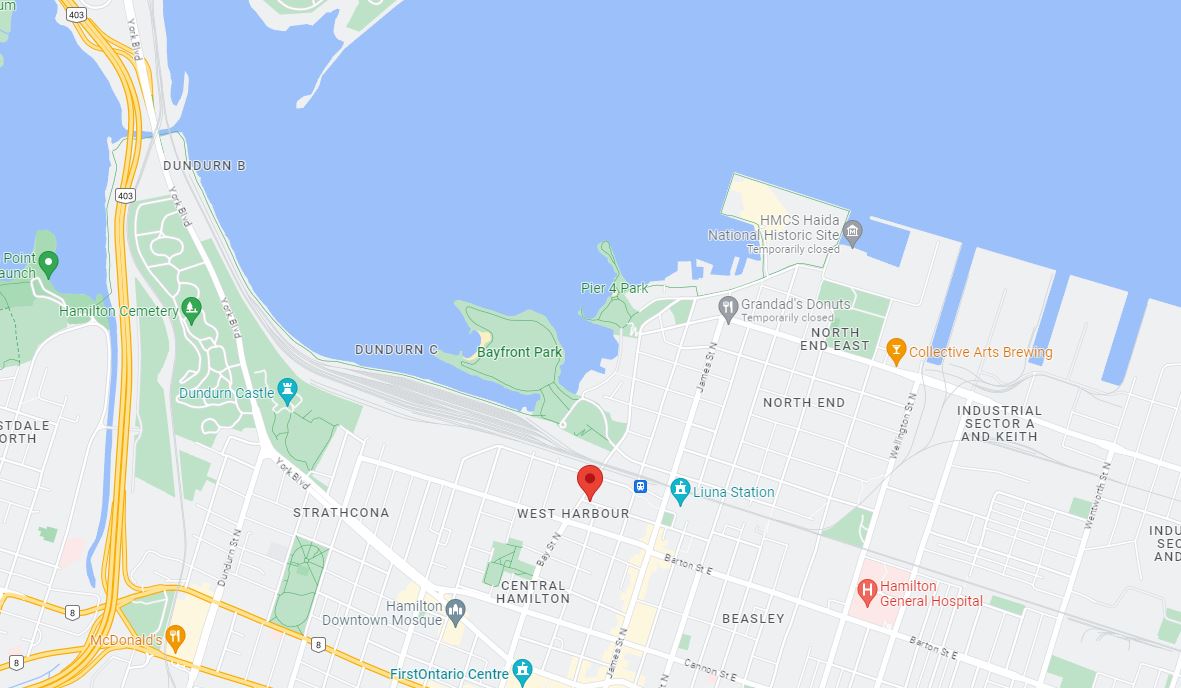 um
403
York Blvd
DUNDURN B
403
York Blvd
HMCS Haida
National Historic Site
Temporarily closed
Point
aunch
Pier 4 Park
Hamilton Cemetery
York Blvd
Grandad's Donuts
Temporarily closed
NORTH
END EAST
DUNDURN C
Bayfront Park
Collective Arts Brewing
James St N
Dundurn Castle
NORTH END
Wellington St N
INDUSTRIAL
SECTOR A
AND KEITH
STDALE
ORTH
York Blvd
Liuna Station
Wentworth St N
STRATHCONA
WEST HARBOUR
INDU
SEC
AND
Dundurn St N
Bay St N
Barton St E
CENTRAL
HAMILTON
Hamilton
General Hospital
8
Hamilton
Downtown Mosque
BEASLEY
McDonald's
8
James St N
Barton St E
8
FirstOntario Centre
Cannon St E
t N